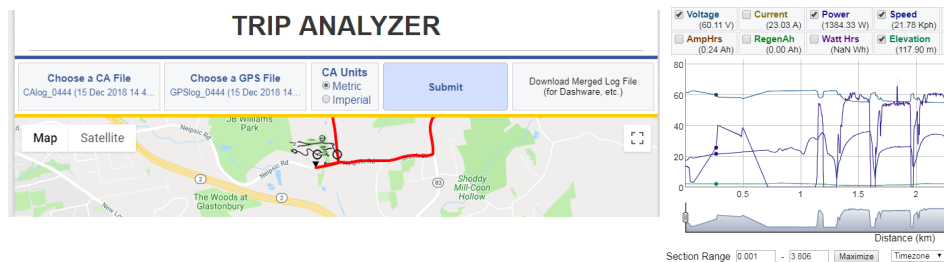 TRIP ANALYZER
Choose a CA File
CAlog_0444 (15 Dec 2018 14 4...
Choose a GPS File
GPSlog_0444 (15 Dec 2018 14...
CA Units
Metric
Imperial
Submit
Download Merged Log File
(for Dashware, etc.)
Map
Satellite
JB Williams
Park
Neipsic Rd
Neipsic Rd
2
2
83
The Woods at
Glastonbury
Shoddy
Mill-Coon
Hollow
Voltage
(60.11 V)
Current
(23.03 A)
Power
(1384.33 W)
Speed
(21.78 Kph)
AmpHrs
(0.24 Ah)
RegenAh
(0.00 Ah)
Watt Hrs
(NaN Wh)
Elevation
(117.90 m)
80
60
40
20
0
0.5
1
1.5
2
Distance (km)
Section Range 0.001 - 3.806 Maximize Timezone